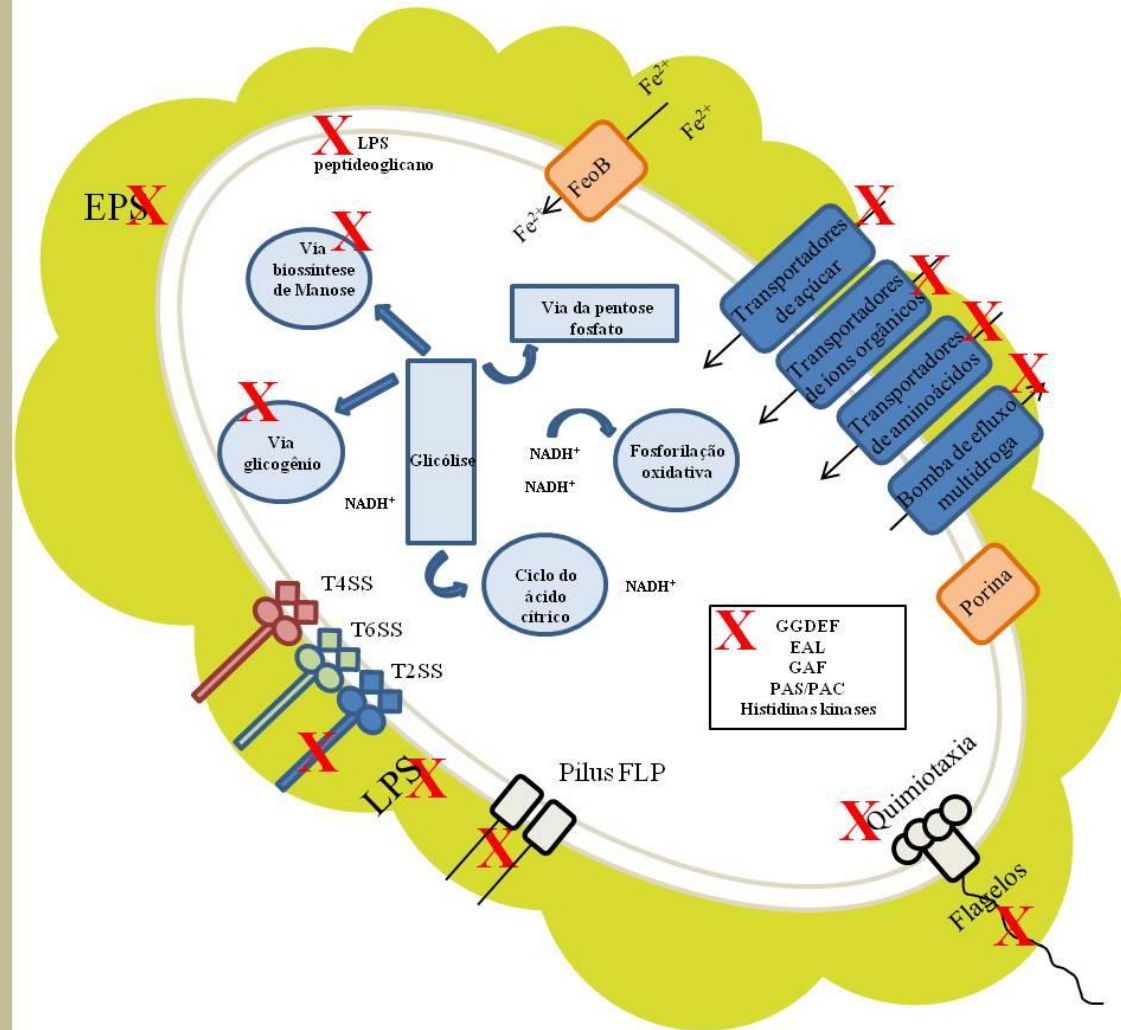 Fe²⁺
Fe²⁺
FeoB
Fe²⁺
X
LPS
peptídeoglicano
EPS
X
X
Via
biossíntese
de Manose
Via da pentose
fosfato
X
Transportadores
de açúcar
X
Transportadores
de íons orgânicos
X
Transportadores
de aminoácidos
X
Bomba de efluxo
multidroga
X
Via
glicogênio
Glicólise
NADH⁺
NADH⁺
NADH⁺
Fosforilação
oxidativa
Ciclo do
ácido
cítrico
NADH⁺
Porina
T4SS
T6SS
T2SS
X
X
GGDEF
EAL
GAF
PAS/PAC
Histidinas kinases
LPS
X
Pilus FLP
X
X
Quimiotaxia
Flagelos
X